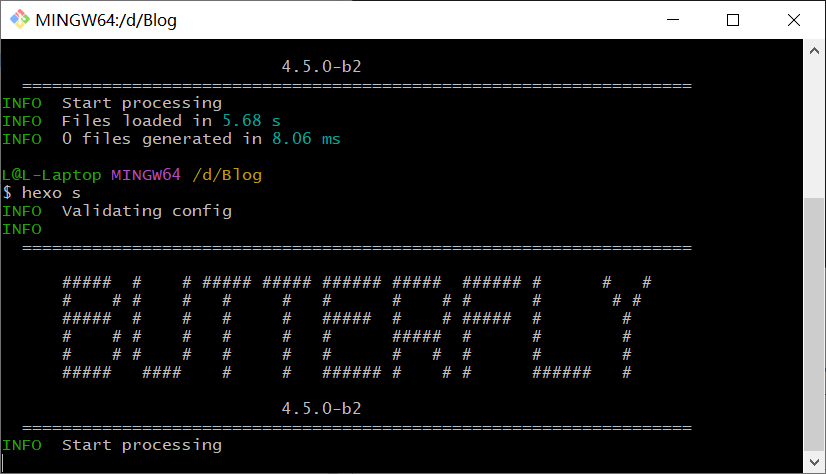 MINGW64:/d/Blog
4.5.0-b2
===================================================================
INFO  Start processing
INFO  Files loaded in 5.68 s
INFO  0 files generated in 8.06 ms
L@L-Laptop MINGW64 /d/Blog
$ hexo s
INFO  Validating config
INFO
===================================================================
BUTTERFLY
4.5.0-b2
===================================================================
INFO  Start processing